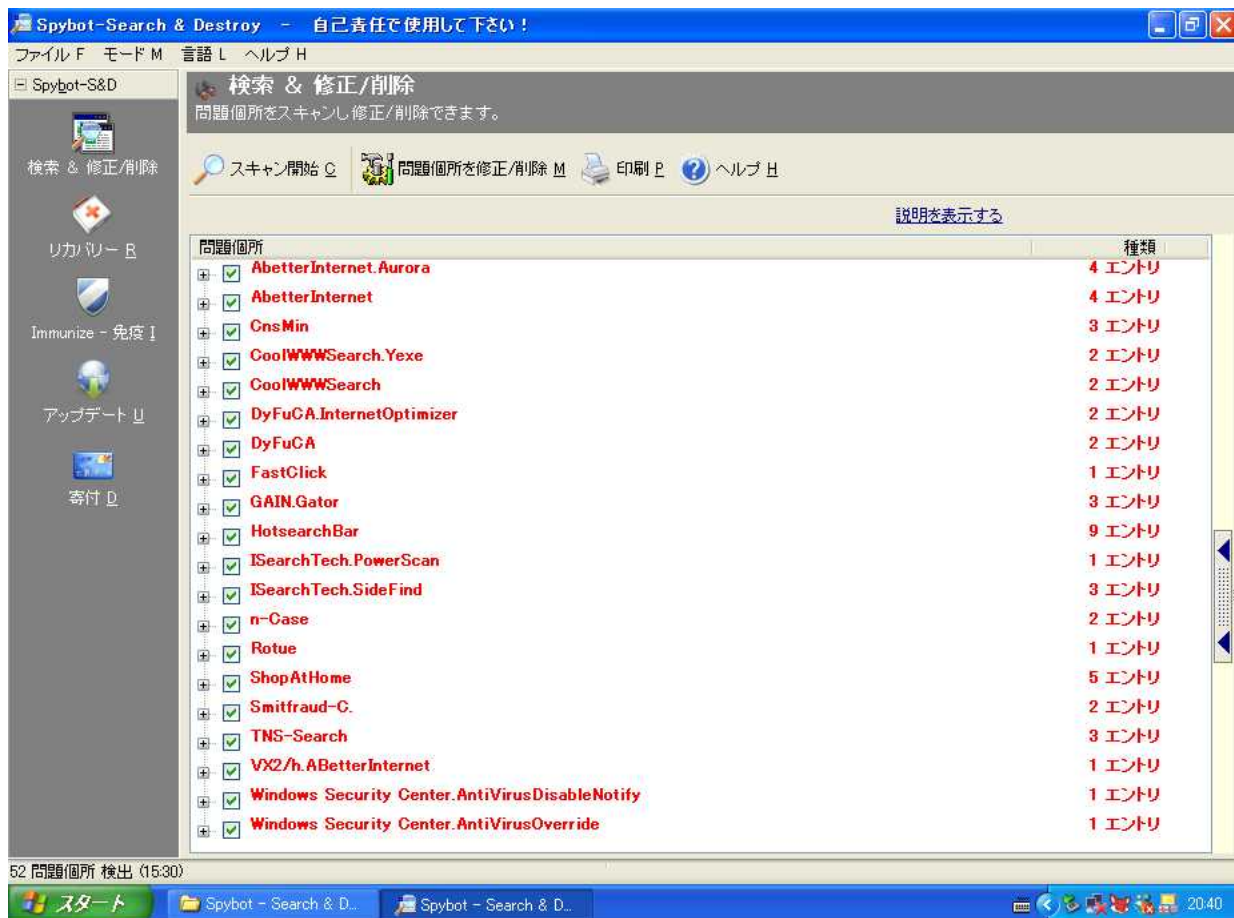 Spybot-Search & Destroy － 自己責任で使用して下さい！
ファイル F モード M 言語 L ヘルプ H
Spybot-S&D
検索 & 修正/削除
問題個所をスキャンし修正/削除できます。
検索 & 修正/削除
リカバリー R
Immunize - 免疫 I
アップデート U
寄付 D
スキャン開始 C 問題個所を修正/削除 M 印刷 P ヘルプ H
説明を表示する
問題個所 種類
AbetterInternet.Aurora 4 エントリ
AbetterInternet 4 エントリ
CnsMin 3 エントリ
CoolWWWSearch.Yexe 2 エントリ
CoolWWWSearch 2 エントリ
DyFuCA.InternetOptimizer 2 エントリ
DyFuCA 2 エントリ
FastClick 1 エントリ
GAIN.Gator 3 エントリ
HotsearchBar 9 エントリ
ISearchTech.PowerScan 1 エントリ
ISearchTech.SideFind 3 エントリ
n-Case 2 エントリ
Rotue 1 エントリ
ShopAtHome 5 エントリ
Smitfraud-C. 2 エントリ
TNS-Search 3 エントリ
VX2/h.ABetterInternet 1 エントリ
Windows Security Center.AntiVirusDisableNotify 1 エントリ
Windows Security Center.AntiVirusOverride 1 エントリ
52 問題個所 検出 (15:30)
スタート Spybot - Search & D... Spybot - Search & D... 20:40